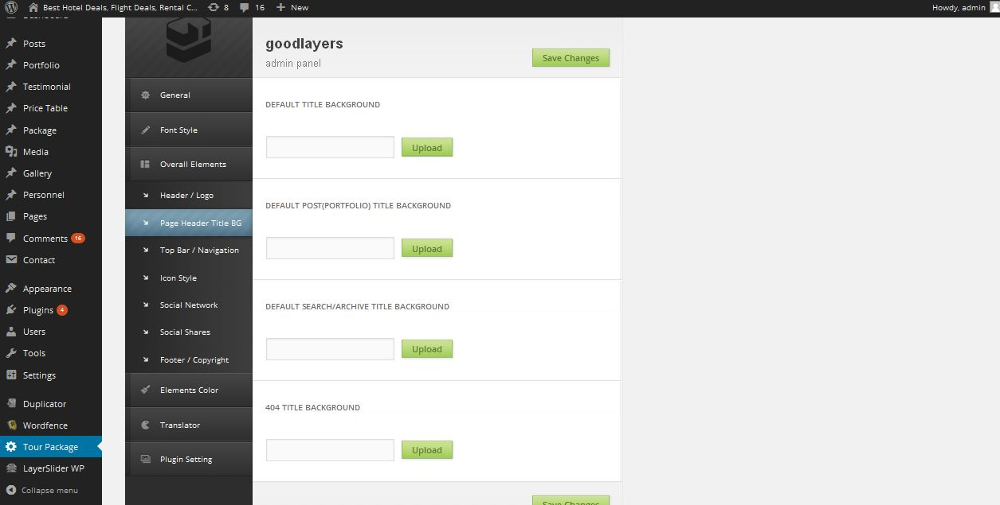 Best Hotel Deals, Flight Deals, Rental C... 8 16 New Howdy, admin
Dashboard
Posts
Portfolio
Testimonial
Price Table
Package
Media
Gallery
Personnel
Pages
Comments 16
Contact
Appearance
Plugins 4
Users
Tools
Settings
Duplicator
Wordfence
Tour Package
LayerSlider WP
Collapse menu
General
Font Style
Overall Elements
Header / Logo
Page Header Title BG
Top Bar / Navigation
Icon Style
Social Network
Social Shares
Footer / Copyright
Elements Color
Translator
Plugin Setting
goodlayers
admin panel
Save Changes
DEFAULT TITLE BACKGROUND
Upload
DEFAULT POST(PORTFOLIO) TITLE BACKGROUND
Upload
DEFAULT SEARCH/ARCHIVE TITLE BACKGROUND
Upload
404 TITLE BACKGROUND
Upload
Save Changes